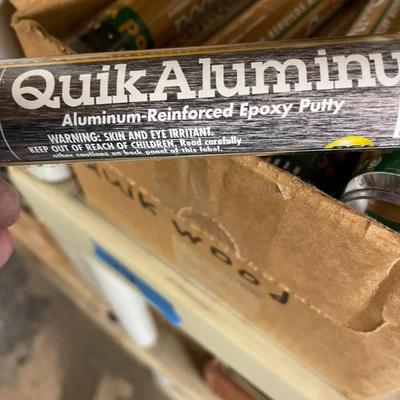 QuikAluminu
Aluminum-Reinforced Epoxy Putty
WARNING: SKIN AND EYE IRRITANT.
KEEP OUT OF REACH OF CHILDREN. Read carefully
other cautions on back panel of this label.
Quik wood